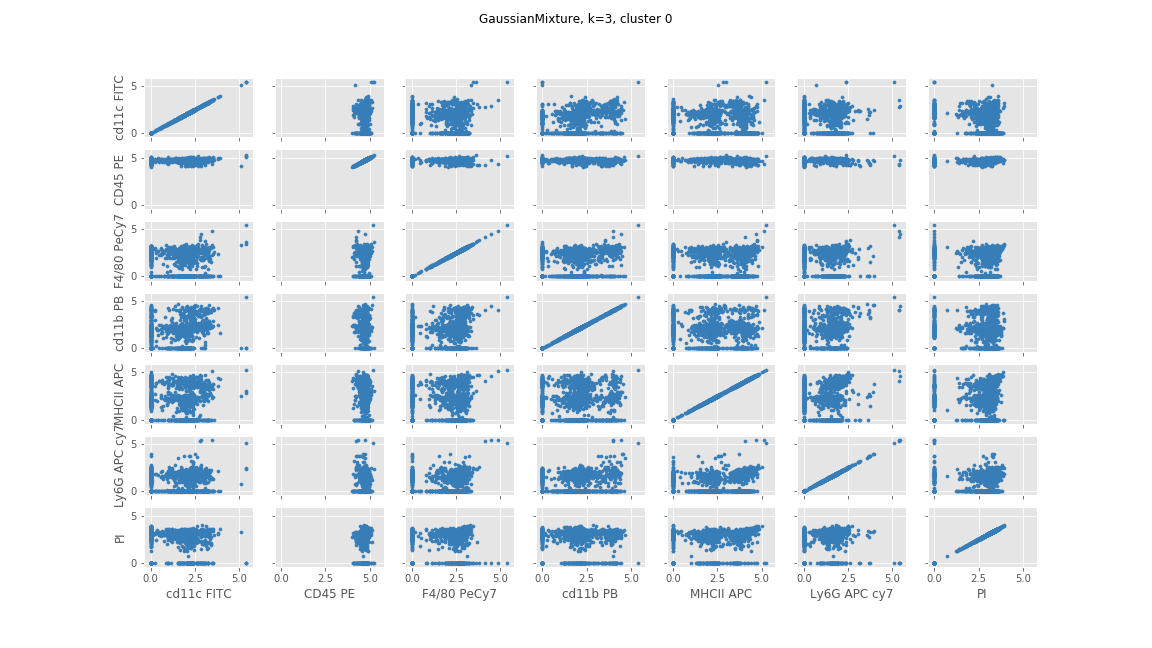 GaussianMixture, k=3, cluster 0
cd11c FITC
5
0
CD45 PE
5
0
F4/80 PeCy7
5
0
cd11b PB
5
0
MHCII APC
5
0
Ly6G APC cy7
5
0
PI
5
0
0.0 2.5 5.0 0.0 2.5 5.0 0.0 2.5 5.0 0.0 2.5 5.0 0.0 2.5 5.0 0.0 2.5 5.0 0.0 2.5 5.0
cd11c FITC CD45 PE F4/80 PeCy7 cd11b PB MHCII APC Ly6G APC cy7 PI